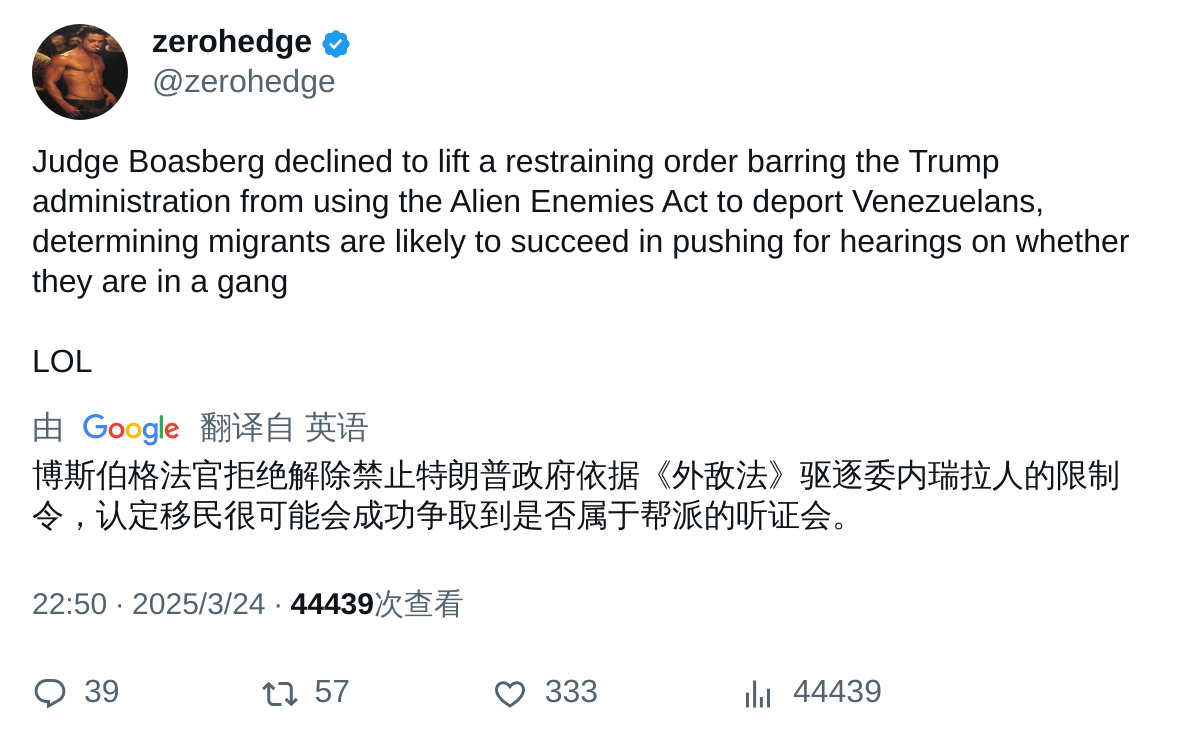 zerohedge
@zerohedge
Judge Boasberg declined to lift a restraining order barring the Trump
administration from using the Alien Enemies Act to deport Venezuelans,
determining migrants are likely to succeed in pushing for hearings on whether
they are in a gang
LOL
由 Google 翻译自 英语
博斯伯格法官拒绝解除禁止特朗普政府依据《外敌法》驱逐委内瑞拉人的限制
令，认定移民很可能会成功争取到是否属于帮派的听证会。
22:50 · 2025/3/24 · 44439次查看
39 57 333 44439